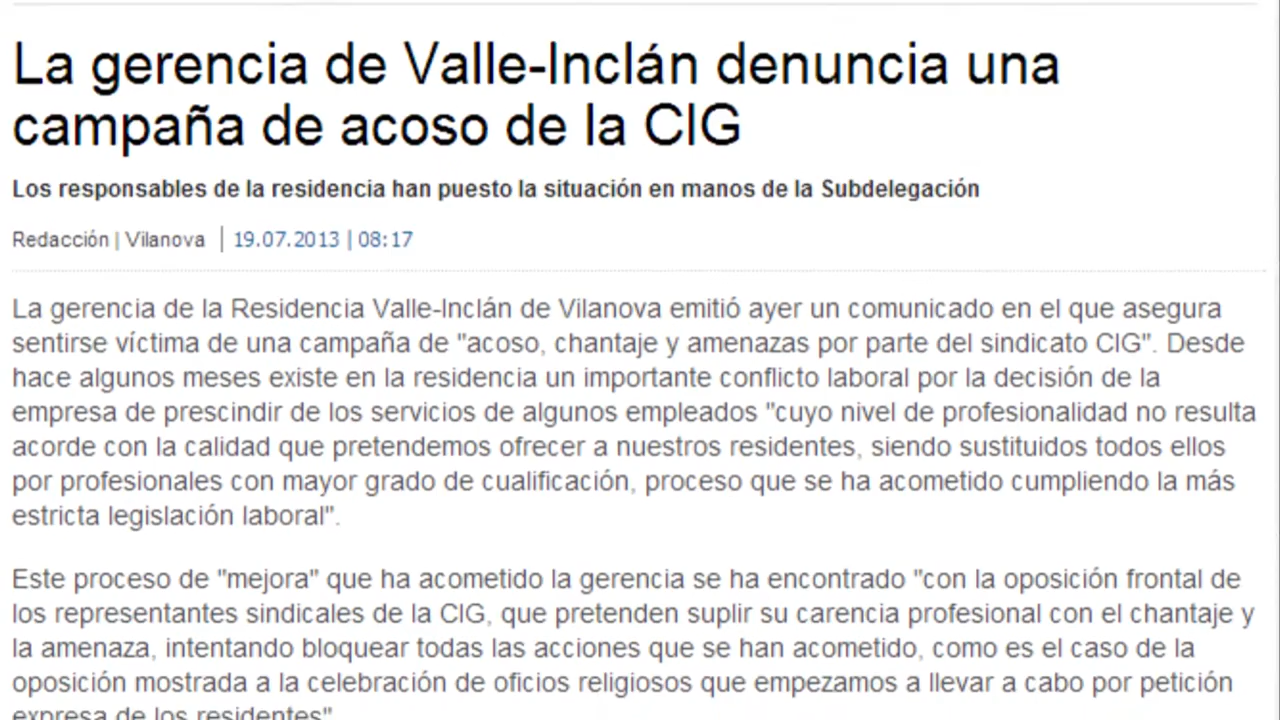 La gerencia de Valle-Inclán denuncia una
campaña de acoso de la CIG
Los responsables de la residencia han puesto la situación en manos de la Subdelegación
Redacción | Vilanova | 19.07.2013 | 08:17
La gerencia de la Residencia Valle-Inclán de Vilanova emitió ayer un comunicado en el que asegura
sentirse víctima de una campaña de "acoso, chantaje y amenazas por parte del sindicato CIG". Desde
hace algunos meses existe en la residencia un importante conflicto laboral por la decisión de la
empresa de prescindir de los servicios de algunos empleados "cuyo nivel de profesionalidad no resulta
acorde con la calidad que pretendemos ofrecer a nuestros residentes, siendo sustituidos todos ellos
por profesionales con mayor grado de cualificación, proceso que se ha acometido cumpliendo la más
estricta legislación laboral".
Este proceso de "mejora" que ha acometido la gerencia se ha encontrado "con la oposición frontal de
los representantes sindicales de la CIG, que pretenden suplir su carencia profesional con el chantaje y
la amenaza, intentando bloquear todas las acciones que se han acometido, como es el caso de la
oposición mostrada a la celebración de oficios religiosos que empezamos a llevar a cabo por petición
expresa de los residentes"